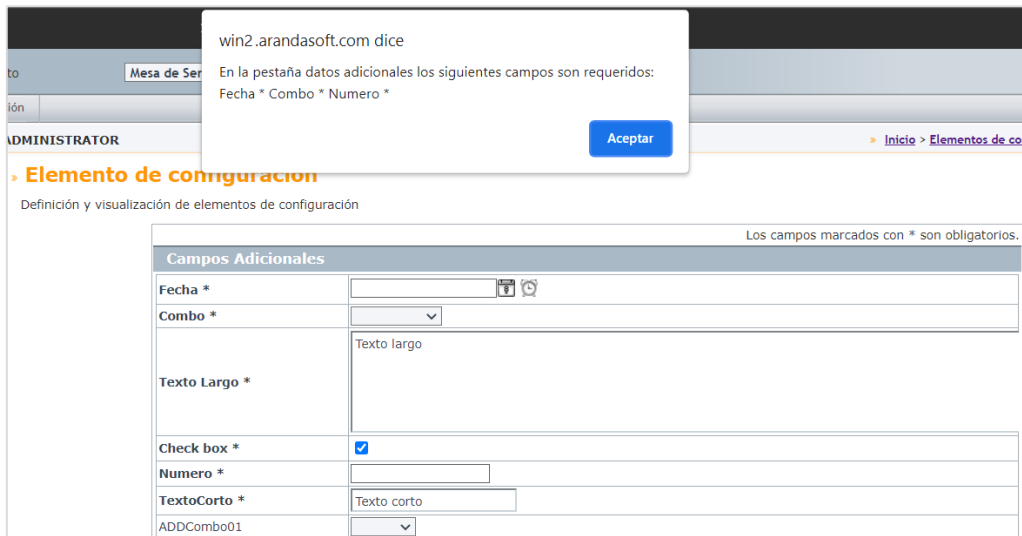 win2.arandasoft.com dice
En la pestaña datos adicionales los siguientes campos son requeridos:
Fecha * Combo * Numero *
Aceptar
to
Mesa de Ser
ión
ADMINISTRATOR
» Inicio > Elementos de co
» Elemento de configuración
Definición y visualización de elementos de configuración
Los campos marcados con * son obligatorios.
Campos Adicionales
Fecha *
Combo *
Texto Largo *
Texto largo
Check box *
Numero *
TextoCorto *
Texto corto
ADDCombo01